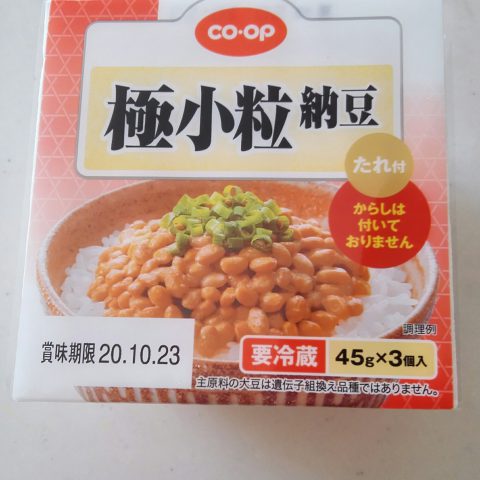 CO·OP
極小粒納豆
たれ付
からしは
付いて
おりません
調理例
賞味期限 20.10.23
要冷蔵 45g×3個入
主原料の大豆は遺伝子組換え品種ではありません。